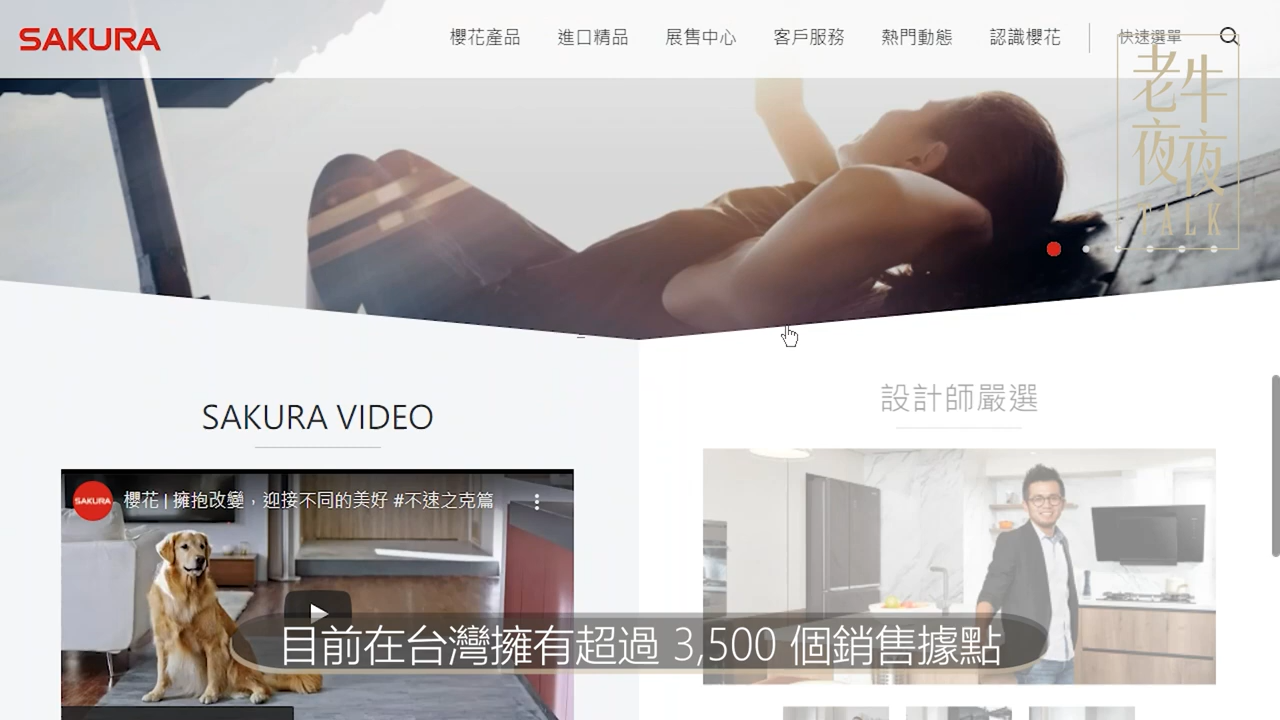 SAKURA
櫻花產品
進口精品
展售中心
客戶服務
熱門動態
認識櫻花
快速選單
老牛
夜夜
TALK
SAKURA VIDEO
設計師嚴選
SAKURA
櫻花 | 擁抱改變，迎接不同的美好 #不速之克篇
目前在台灣擁有超過 3,500 個銷售據點